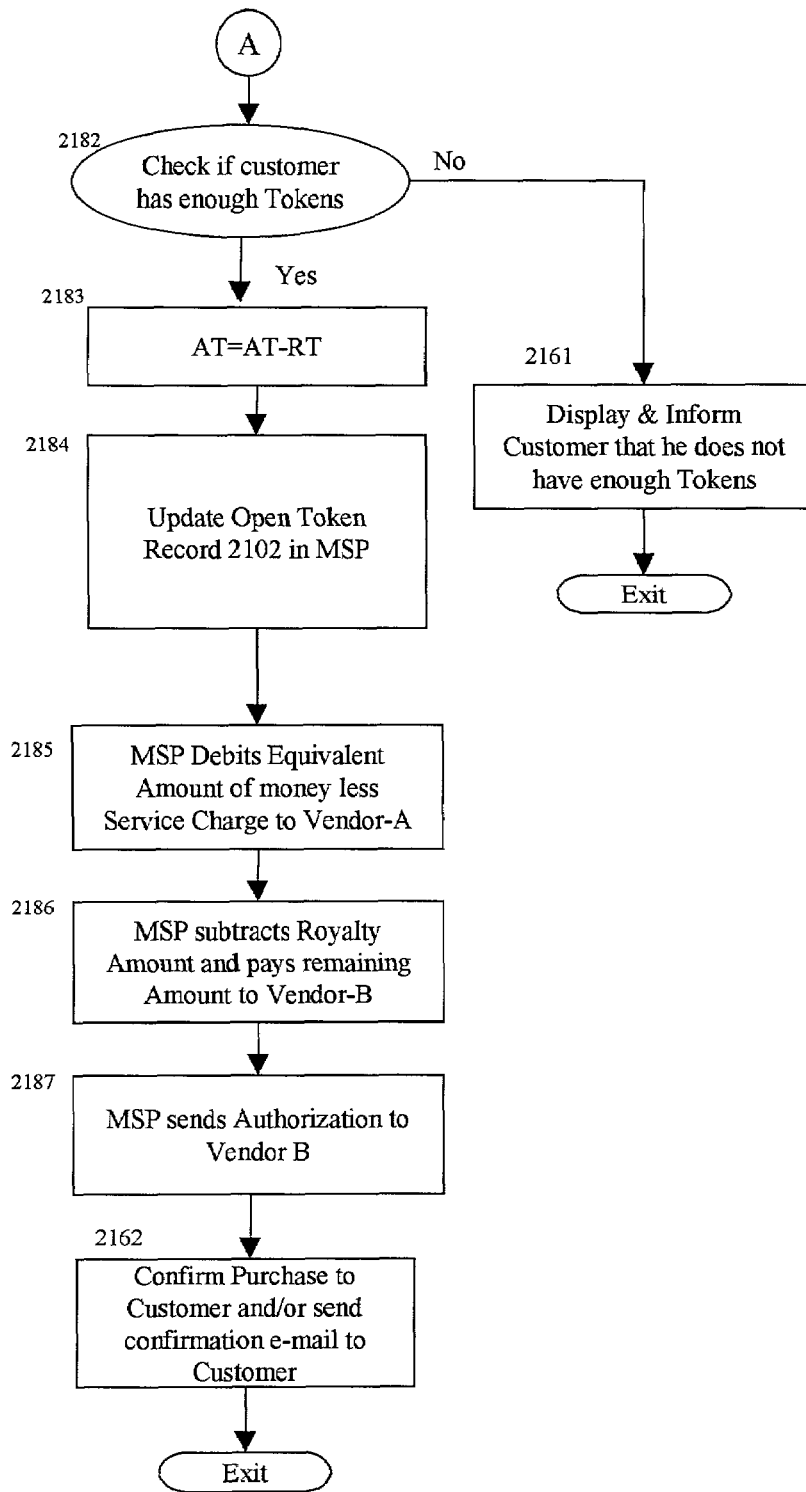 A
2182
Check if customer
has enough Tokens
No
Yes
2183
AT=AT-RT
2161
Display & Inform
Customer that he does not
have enough Tokens
Exit
2184
Update Open Token
Record 2102 in MSP
2185
MSP Debits Equivalent
Amount of money less
Service Charge to Vendor-A
2186
MSP subtracts Royalty
Amount and pays remaining
Amount to Vendor-B
2187
MSP sends Authorization to
Vendor B
2162
Confirm Purchase to
Customer and/or send
confirmation e-mail to
Customer
Exit